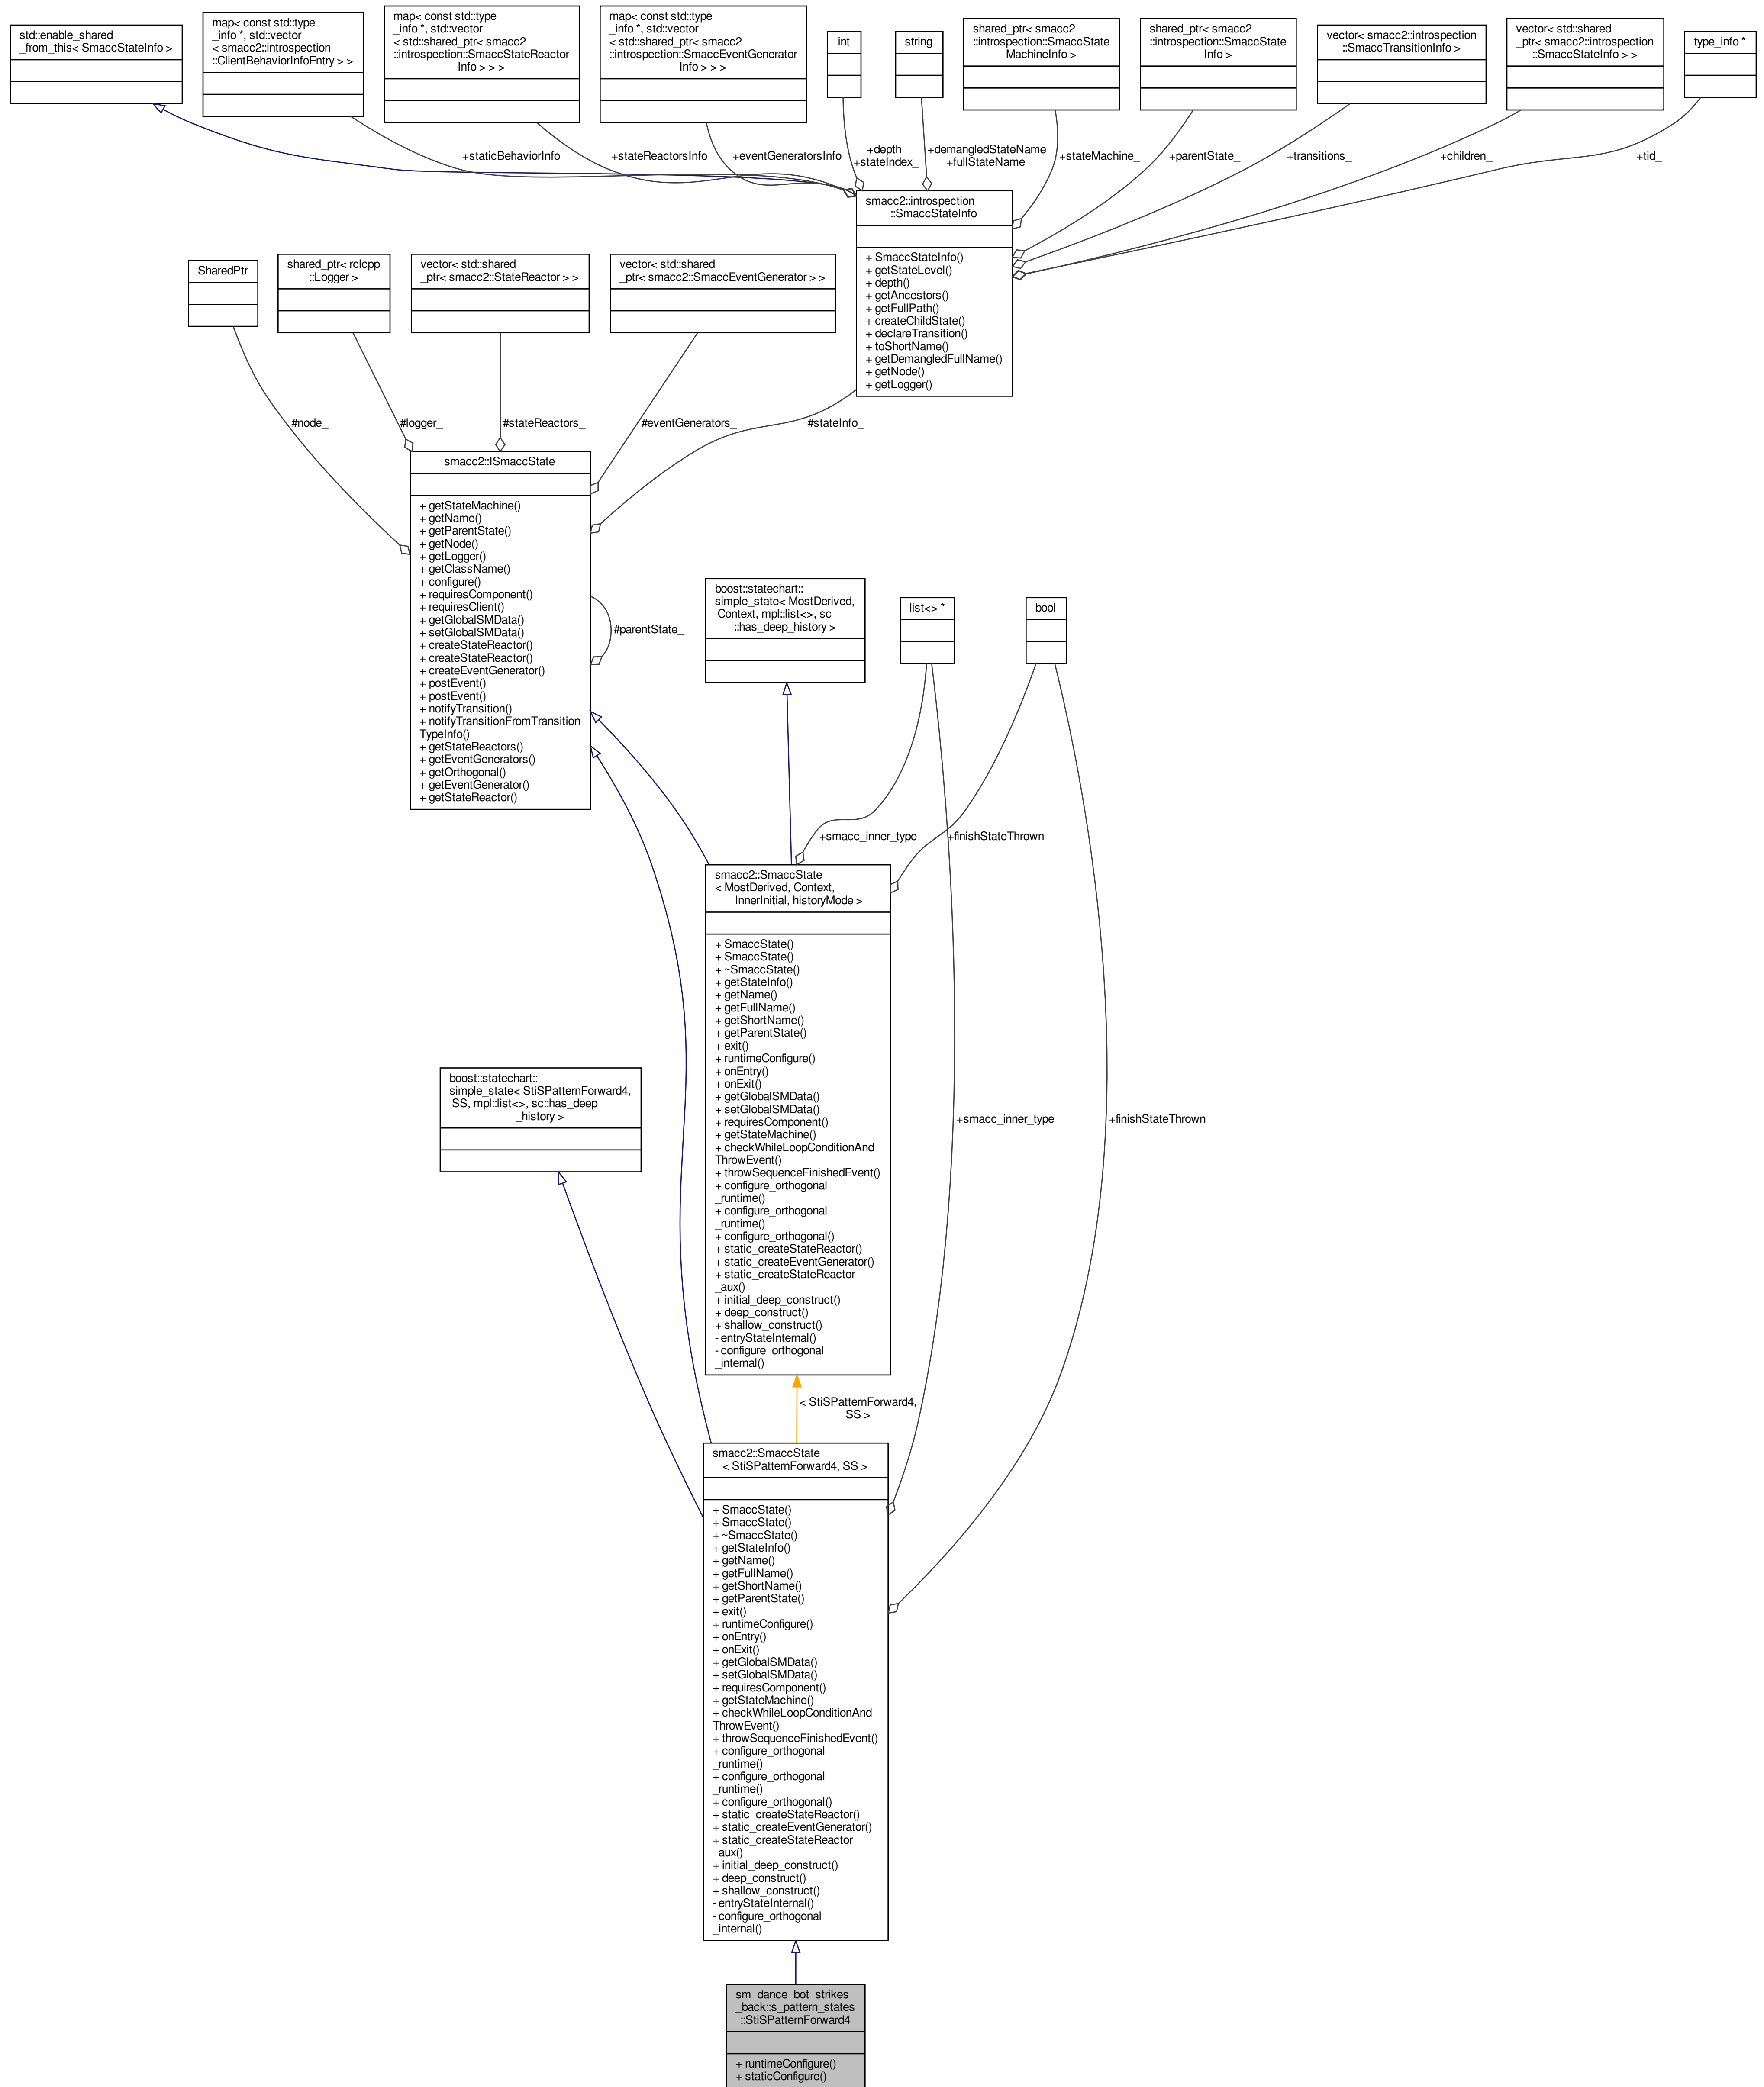 std::enable_shared
_from_this< SmaccStateInfo >
map< const std::type
_info *, std::vector
< smacc2::introspection
::ClientBehaviorInfoEntry > >
map< const std::type
_info *, std::vector
< std::shared_ptr< smacc2
::introspection::SmaccStateReactor
Info > > >
map< const std::type
_info *, std::vector
< std::shared_ptr< smacc2
::introspection::SmaccEventGenerator
Info > > >
int
string
shared_ptr< smacc2
::introspection::SmaccState
MachineInfo >
shared_ptr< smacc2
::introspection::SmaccState
Info >
vector< smacc2::introspection
::SmaccTransitionInfo >
vector< std::shared
_ptr< smacc2::introspection
::SmaccStateInfo > >
type_info *
+staticBehaviorInfo
+stateReactorsInfo
+eventGeneratorsInfo
+depth_
+stateIndex_
+demangledStateName
+fullStateName
+stateMachine_
+parentState_
+transitions_
+children_
+tid_
smacc2::introspection
::SmaccStateInfo
+ SmaccStateInfo()
+ getStateLevel()
+ depth()
+ getAncestors()
+ getFullPath()
+ createChildState()
+ declareTransition()
+ toShortName()
+ getDemangledFullName()
+ getNode()
+ getLogger()
SharedPtr
shared_ptr< rclcpp
::Logger >
vector< std::shared
_ptr< smacc2::StateReactor > >
vector< std::shared
_ptr< smacc2::SmaccEventGenerator > >
#node_
#logger_
#stateReactors_
#eventGenerators_
#stateInfo_
smacc2::ISmaccState
+ getStateMachine()
+ getName()
+ getParentState()
+ getNode()
+ getLogger()
+ getClassName()
+ configure()
+ requiresComponent()
+ requiresClient()
+ getGlobalSMData()
+ setGlobalSMData()
+ createStateReactor()
+ createStateReactor()
+ createEventGenerator()
+ postEvent()
+ postEvent()
+ notifyTransition()
+ notifyTransitionFromTransition
TypeInfo()
+ getStateReactors()
+ getEventGenerators()
+ getOrthogonal()
+ getEventGenerator()
+ getStateReactor()
#parentState_
boost::statechart::
simple_state< MostDerived,
Context, mpl::list<>, sc
::has_deep_history >
list<> *
bool
+smacc_inner_type
+finishStateThrown
smacc2::SmaccState
< MostDerived, Context,
InnerInitial, historyMode >
+ SmaccState()
+ SmaccState()
+ ~SmaccState()
+ getStateInfo()
+ getName()
+ getFullName()
+ getShortName()
+ getParentState()
+ exit()
+ runtimeConfigure()
+ onEntry()
+ onExit()
+ getGlobalSMData()
+ setGlobalSMData()
+ requiresComponent()
+ getStateMachine()
+ checkWhileLoopConditionAnd
ThrowEvent()
+ throwSequenceFinishedEvent()
+ configure_orthogonal
_runtime()
+ configure_orthogonal
_runtime()
+ configure_orthogonal()
+ static_createStateReactor()
+ static_createEventGenerator()
+ static_createStateReactor
_aux()
+ initial_deep_construct()
+ deep_construct()
+ shallow_construct()
- entryStateInternal()
- configure_orthogonal
_internal()
boost::statechart::
simple_state< StiSPatternForward4,
SS, mpl::list<>, sc::has_deep
_history >
+smacc_inner_type
+finishStateThrown
< StiSPatternForward4,
SS >
smacc2::SmaccState
< StiSPatternForward4, SS >
+ SmaccState()
+ SmaccState()
+ ~SmaccState()
+ getStateInfo()
+ getName()
+ getFullName()
+ getShortName()
+ getParentState()
+ exit()
+ runtimeConfigure()
+ onEntry()
+ onExit()
+ getGlobalSMData()
+ setGlobalSMData()
+ requiresComponent()
+ getStateMachine()
+ checkWhileLoopConditionAnd
ThrowEvent()
+ throwSequenceFinishedEvent()
+ configure_orthogonal
_runtime()
+ configure_orthogonal
_runtime()
+ configure_orthogonal()
+ static_createStateReactor()
+ static_createEventGenerator()
+ static_createStateReactor
_aux()
+ initial_deep_construct()
+ deep_construct()
+ shallow_construct()
- entryStateInternal()
- configure_orthogonal
_internal()
sm_dance_bot_strikes
_back::s_pattern_states
::StiSPatternForward4
+ runtimeConfigure()
+ staticConfigure()